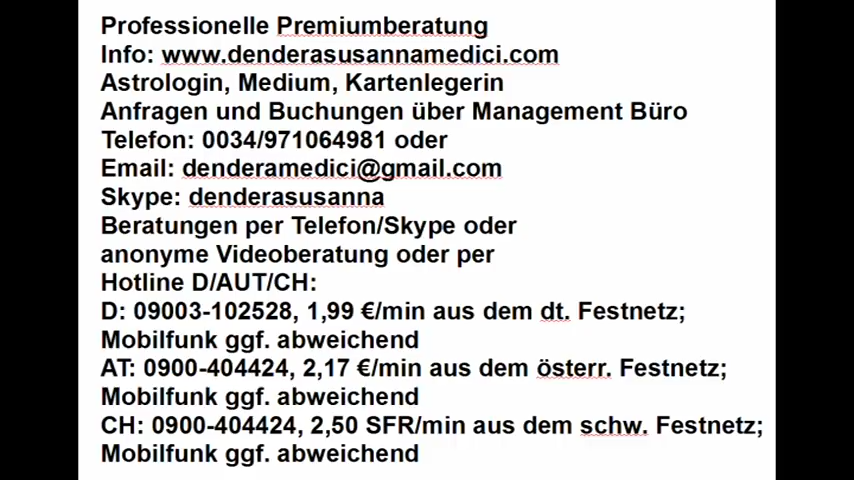 Professionelle Premiumberatung
Info: www.denderasusannamedici.com
Astrologin, Medium, Kartenlegerin
Anfragen und Buchungen über Management Büro
Telefon: 0034/971064981 oder
Email: denderamedici@gmail.com
Skype: denderasusanna
Beratungen per Telefon/Skype oder
anonyme Videoberatung oder per
Hotline D/AUT/CH:
D: 09003-102528, 1,99 €/min aus dem dt. Festnetz;
Mobilfunk ggf. abweichend
AT: 0900-404424, 2,17 €/min aus dem österr. Festnetz;
Mobilfunk ggf. abweichend
CH: 0900-404424, 2,50 SFR/min aus dem schw. Festnetz;
Mobilfunk ggf. abweichend